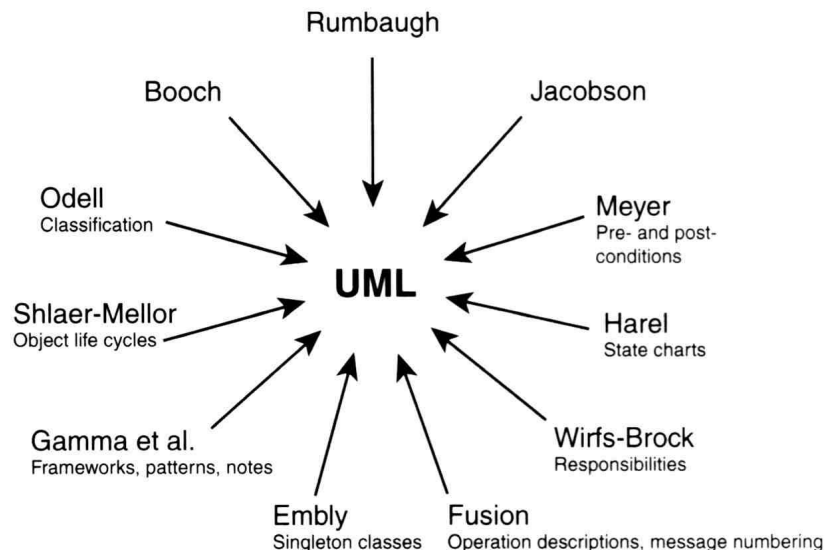 Rumbaugh
Booch
Jacobson
Odell
Classification
Meyer
Pre- and post-
conditions
UML
Shlaer-Mellor
Object life cycles
Harel
State charts
Gamma et al.
Frameworks, patterns, notes
Wirfs-Brock
Responsibilities
Embly
Singleton classes
Fusion
Operation descriptions, message numbering